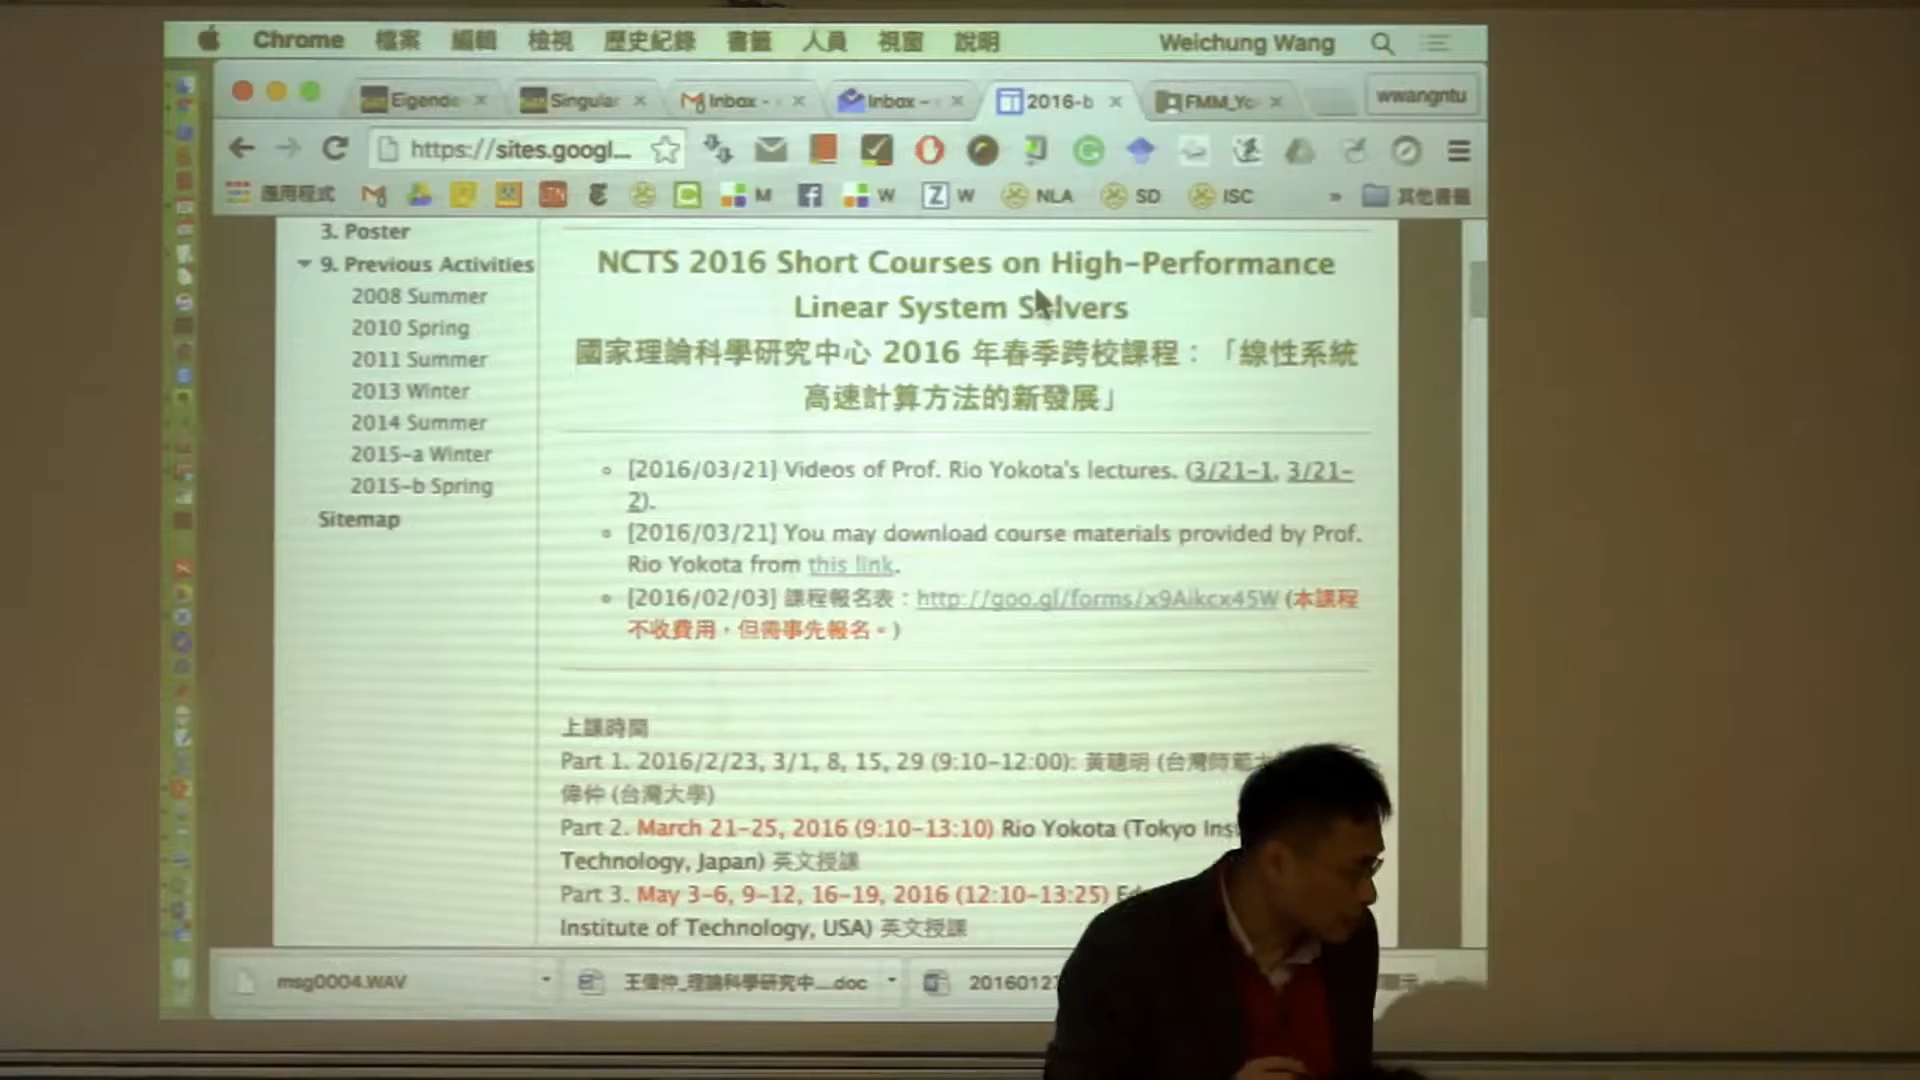 Chrome 檔案 編輯 檢視 歷史紀錄 書籤 人員 視窗 說明 Weichung Wang
Eigende Singular Inbox - Inbox - 2016-b FMM_Yo wwangntu
https://sites.googl...
應用程式 M W Z W NLA SD ISC » 其他書籤
3. Poster
9. Previous Activities
2008 Summer
2010 Spring
2011 Summer
2013 Winter
2014 Summer
2015-a Winter
2015-b Spring
Sitemap
NCTS 2016 Short Courses on High-Performance
Linear System Solvers
國家理論科學研究中心 2016 年春季跨校課程：「線性系統
高速計算方法的新發展」
[2016/03/21] Videos of Prof. Rio Yokota's lectures. (3/21-1, 3/21-
2).
[2016/03/21] You may download course materials provided by Prof.
Rio Yokota from this link.
[2016/02/03] 課程報名表：http://goo.gl/forms/x9Aikcx45W (本課程
不收費用，但需事先報名。)
上課時間
Part 1. 2016/2/23, 3/1, 8, 15, 29 (9:10-12:00): 黃聰明 (台灣師範
偉仲 (台灣大學)
Part 2. March 21-25, 2016 (9:10-13:10) Rio Yokota (Tokyo Ins
Technology, Japan) 英文授課
Part 3. May 3-6, 9-12, 16-19, 2016 (12:10-13:25)
Institute of Technology, USA) 英文授課
msg0004.WAV 王偉仲_理論科學研究中....doc 2016012